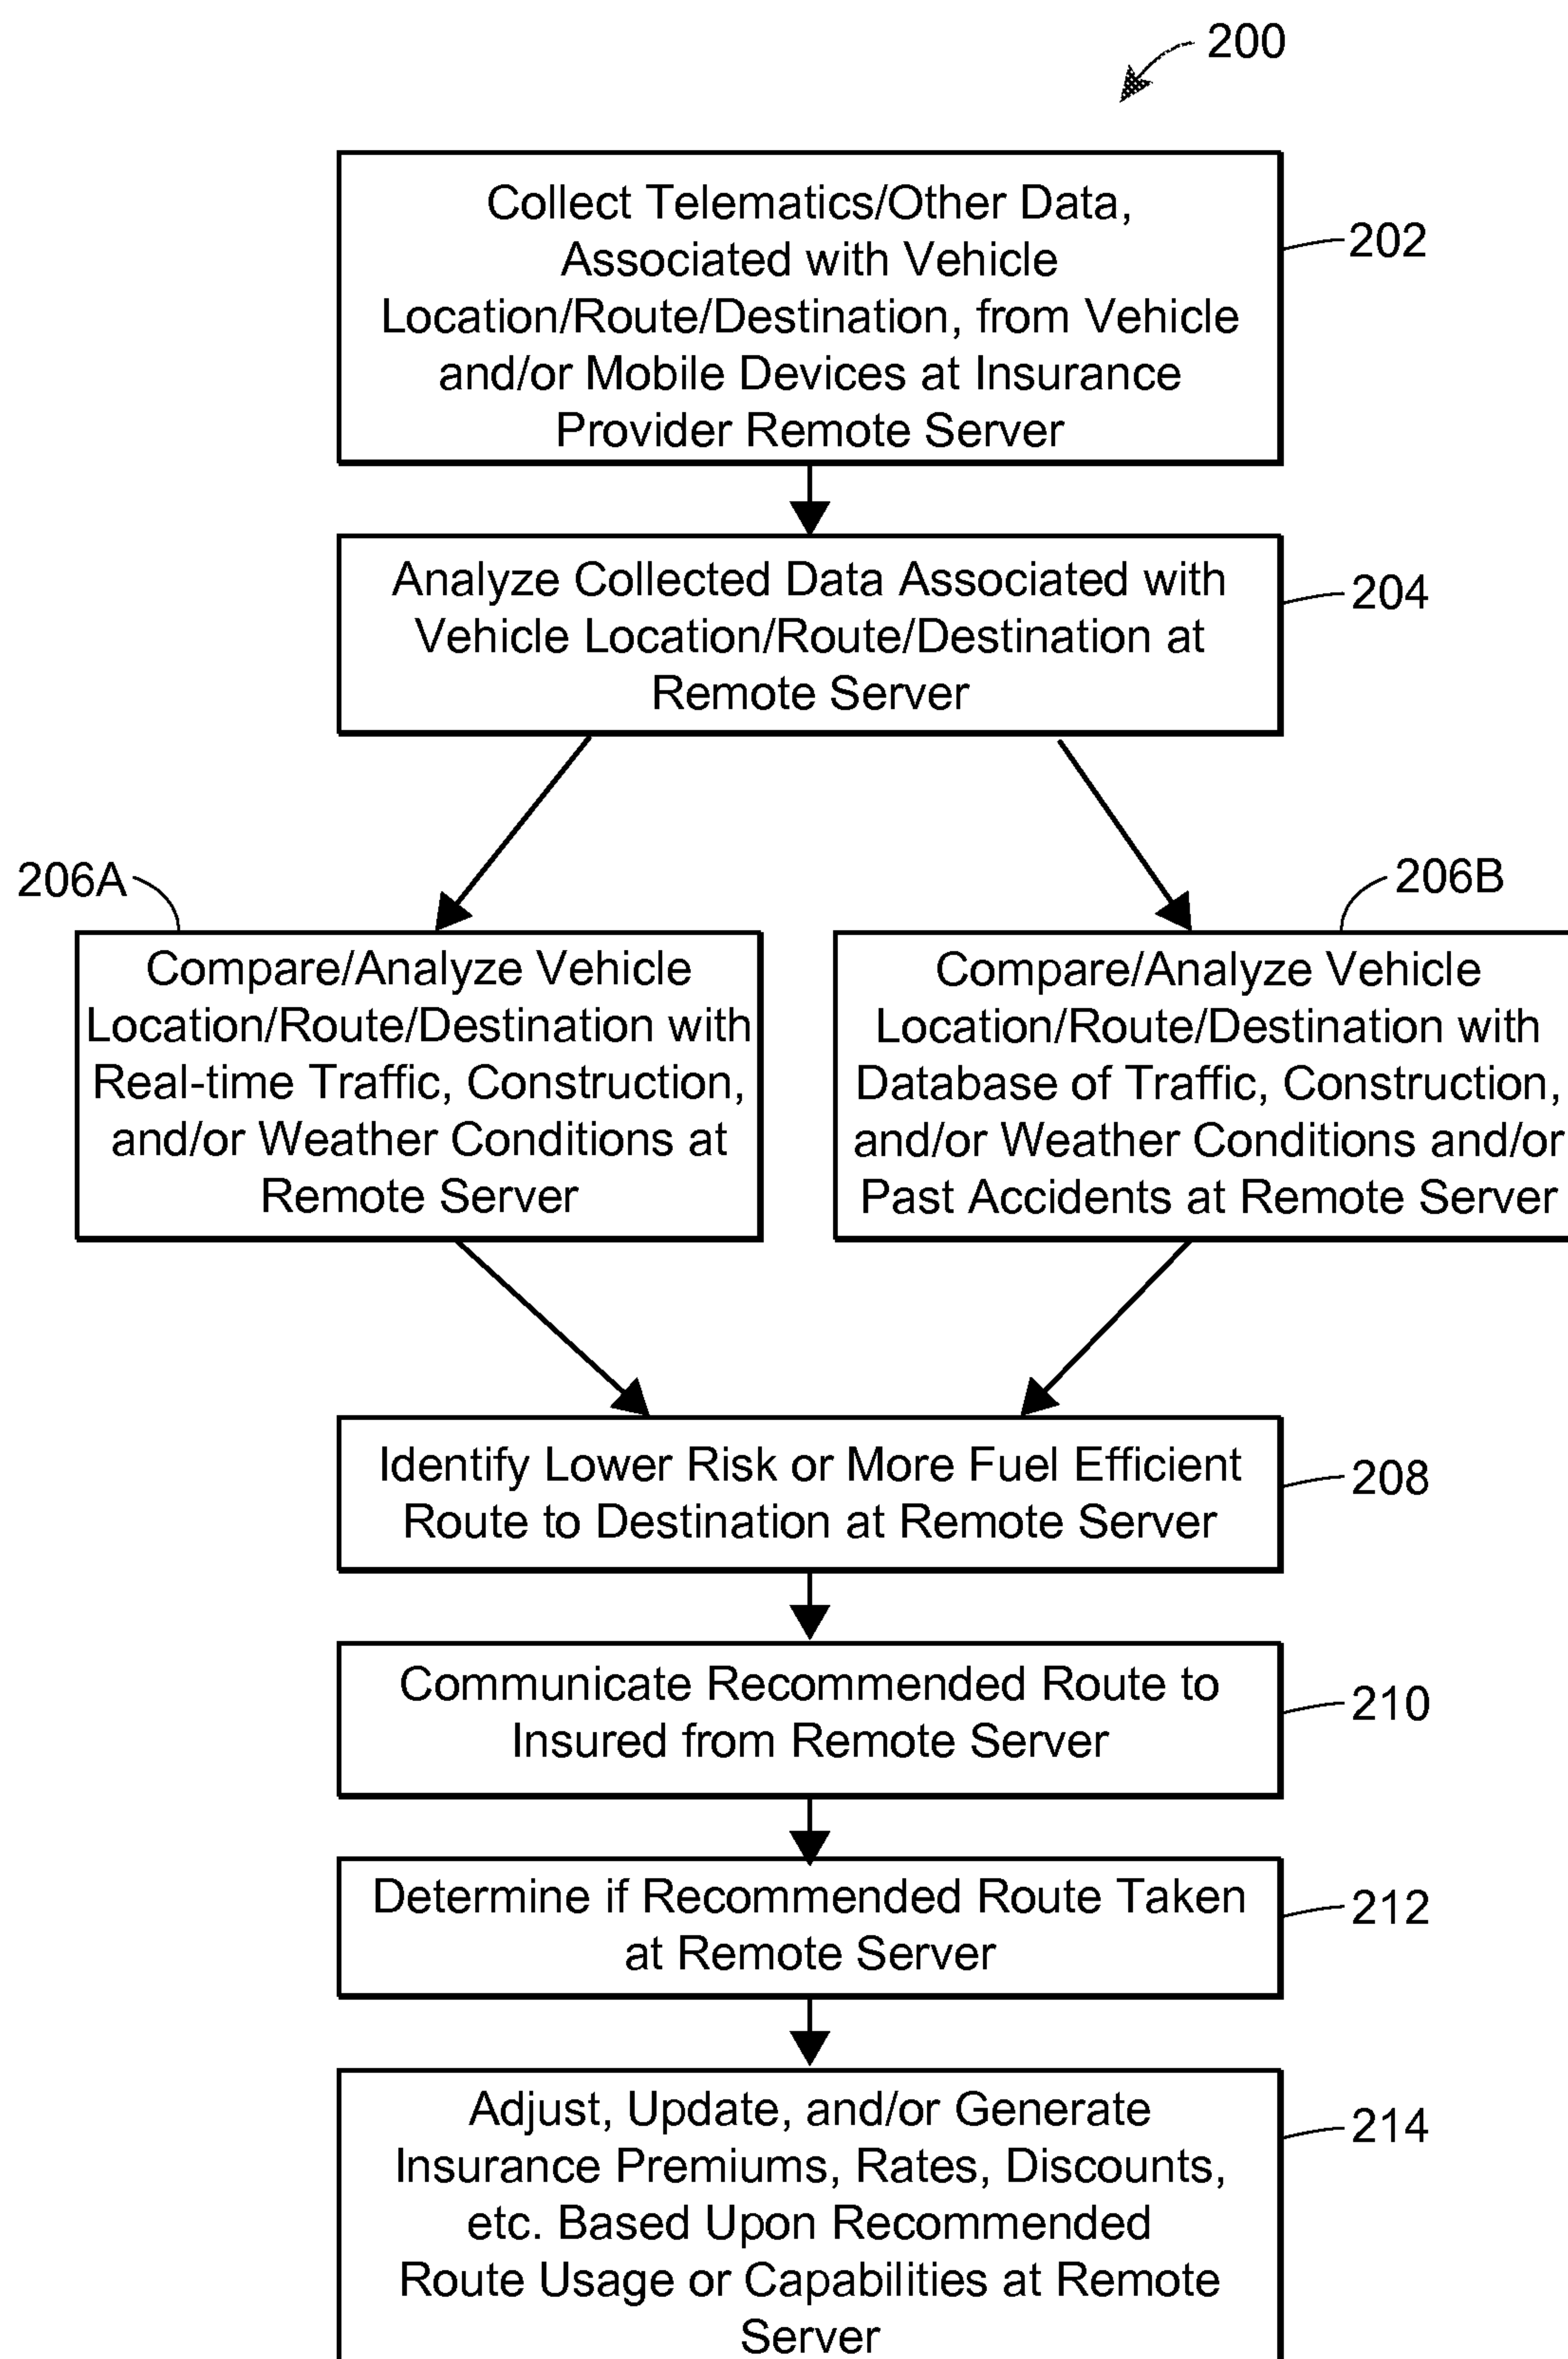 200
Collect Telematics/Other Data,
Associated with Vehicle
Location/Route/Destination, from Vehicle
and/or Mobile Devices at Insurance
Provider Remote Server
202
Analyze Collected Data Associated with
Vehicle Location/Route/Destination at
Remote Server
204
206A
Compare/Analyze Vehicle
Location/Route/Destination with
Real-time Traffic, Construction,
and/or Weather Conditions at
Remote Server
206B
Compare/Analyze Vehicle
Location/Route/Destination with
Database of Traffic, Construction,
and/or Weather Conditions and/or
Past Accidents at Remote Server
Identify Lower Risk or More Fuel Efficient
Route to Destination at Remote Server
208
Communicate Recommended Route to
Insured from Remote Server
210
Determine if Recommended Route Taken
at Remote Server
212
Adjust, Update, and/or Generate
Insurance Premiums, Rates, Discounts,
etc. Based Upon Recommended
Route Usage or Capabilities at Remote
Server
214